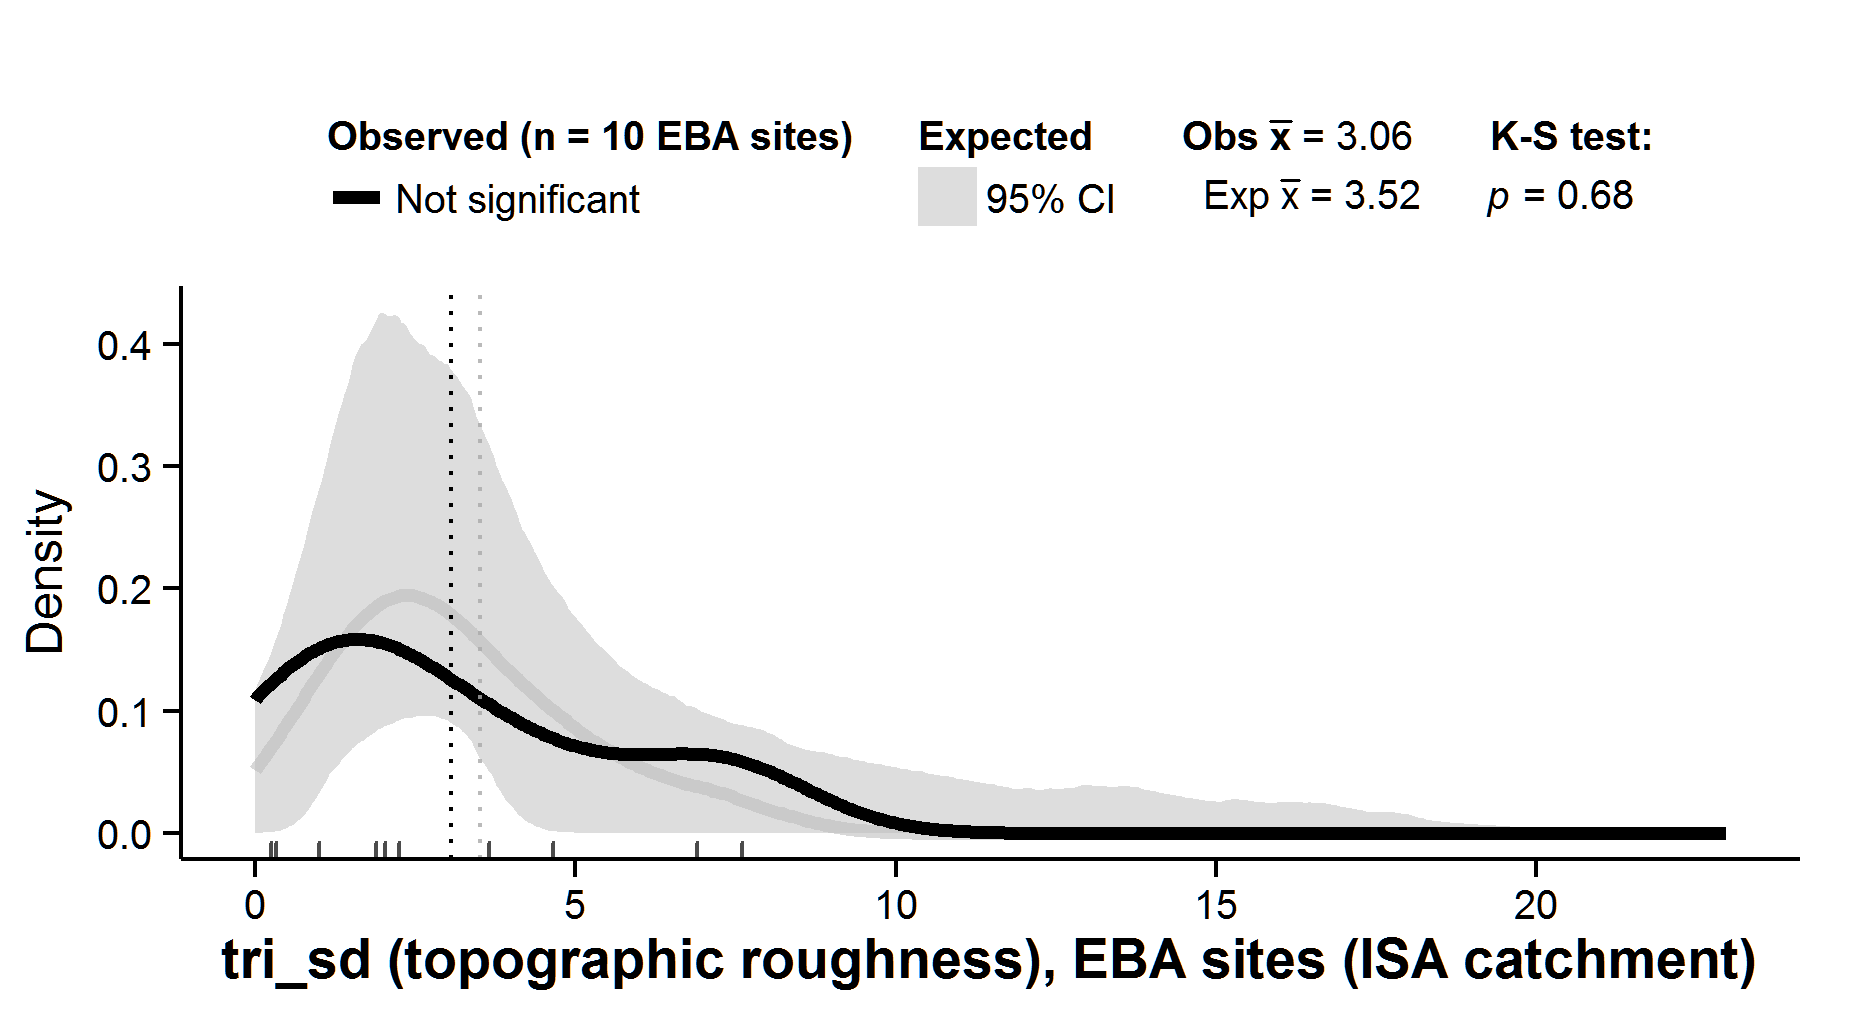 Observed (n = 10 EBA sites) Expected Obs x̅ = 3.06 K-S test:
Not significant 95% CI Exp x̅ = 3.52 p = 0.68
Density
0.4
0.3
0.2
0.1
0.0
0 5 10 15 20
tri_sd (topographic roughness), EBA sites (ISA catchment)